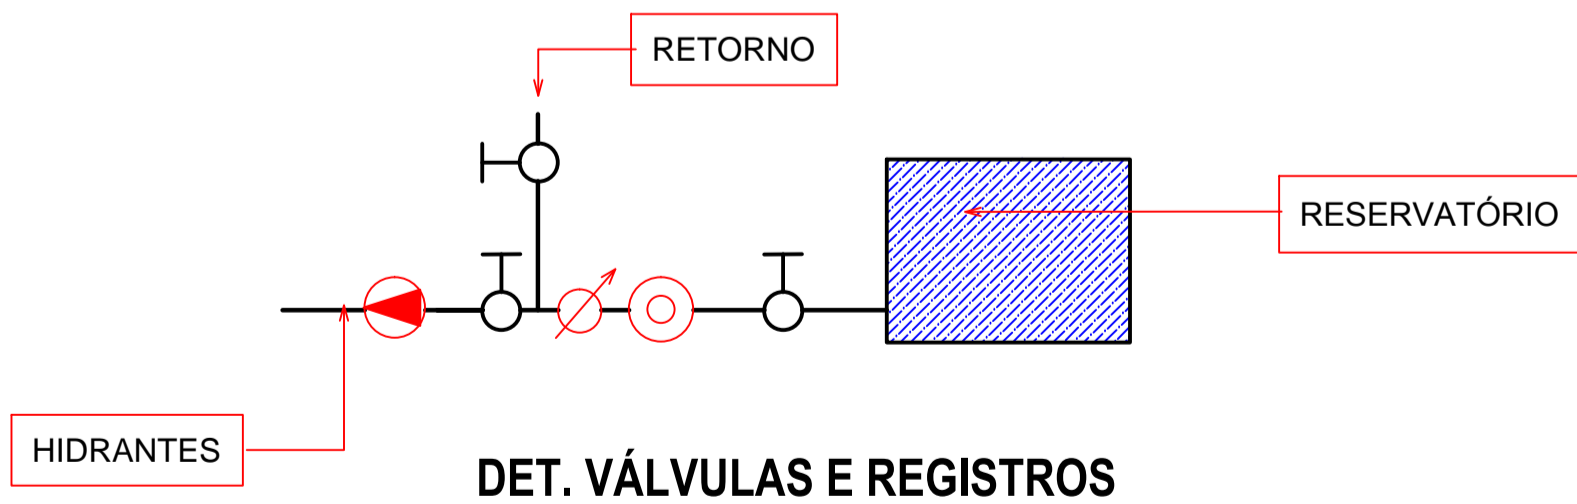 RETORNO
RESERVATÓRIO
HIDRANTES
DET. VÁLVULAS E REGISTROS